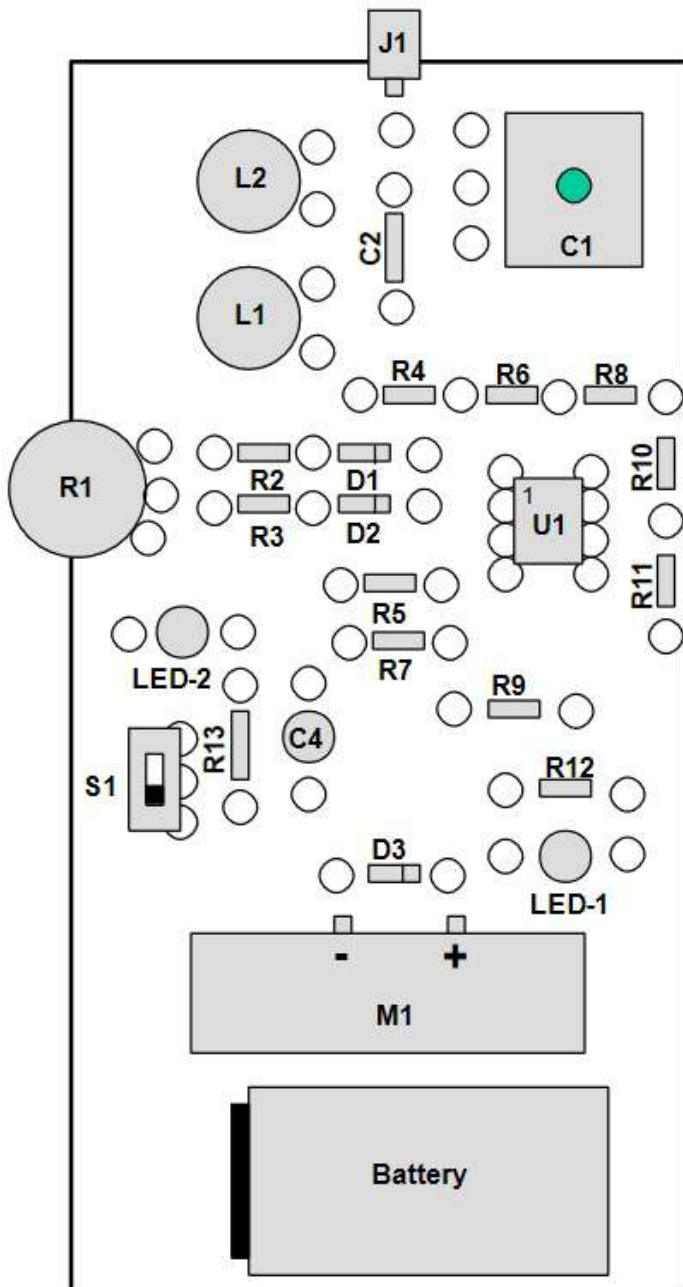 J1
L2
C2
C1
L1
R4 R6 R8
R1
R2 D1
R10
1
U1
R3 D2
R11
R5
R7
LED-2
R9
R13
C4
S1
R12
D3
LED-1
- +
M1
Battery